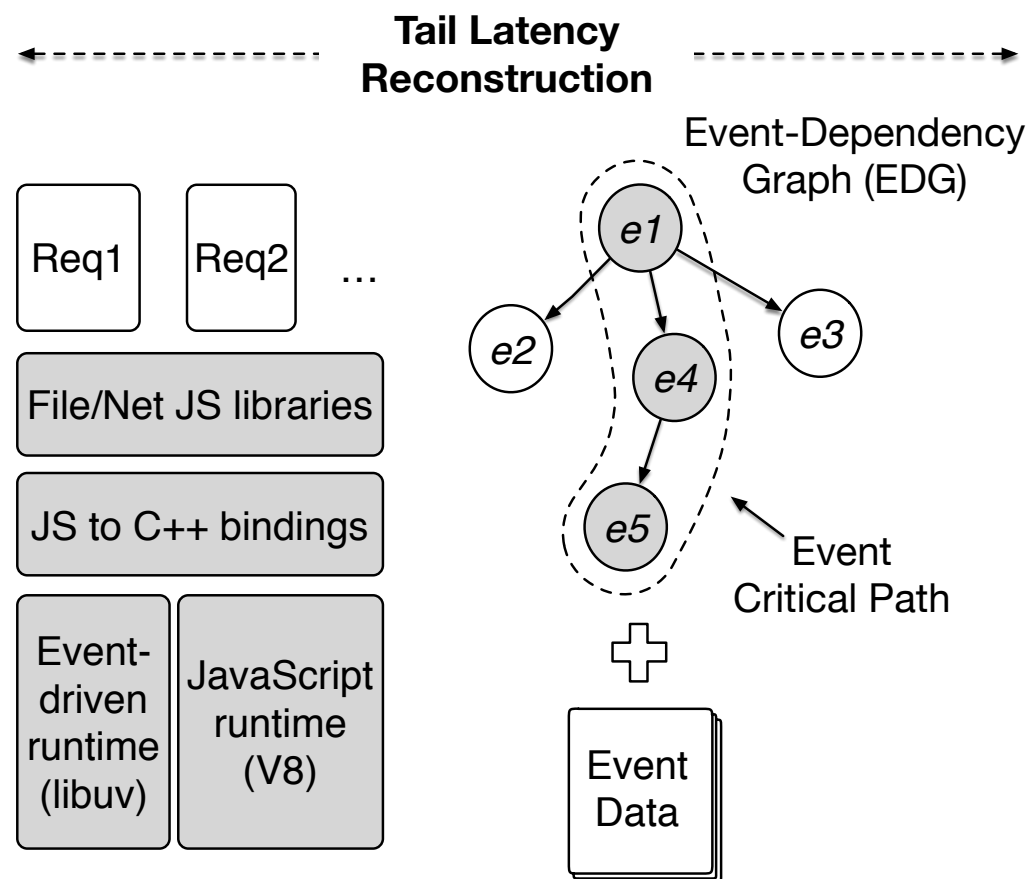 Tail Latency
Reconstruction
Event-Dependency
Graph (EDG)
Req1
Req2
...
e1
e2
e3
e4
e5
File/Net JS libraries
JS to C++ bindings
Event-
driven
runtime
(libuv)
JavaScript
runtime
(V8)
Event
Critical Path
Event
Data